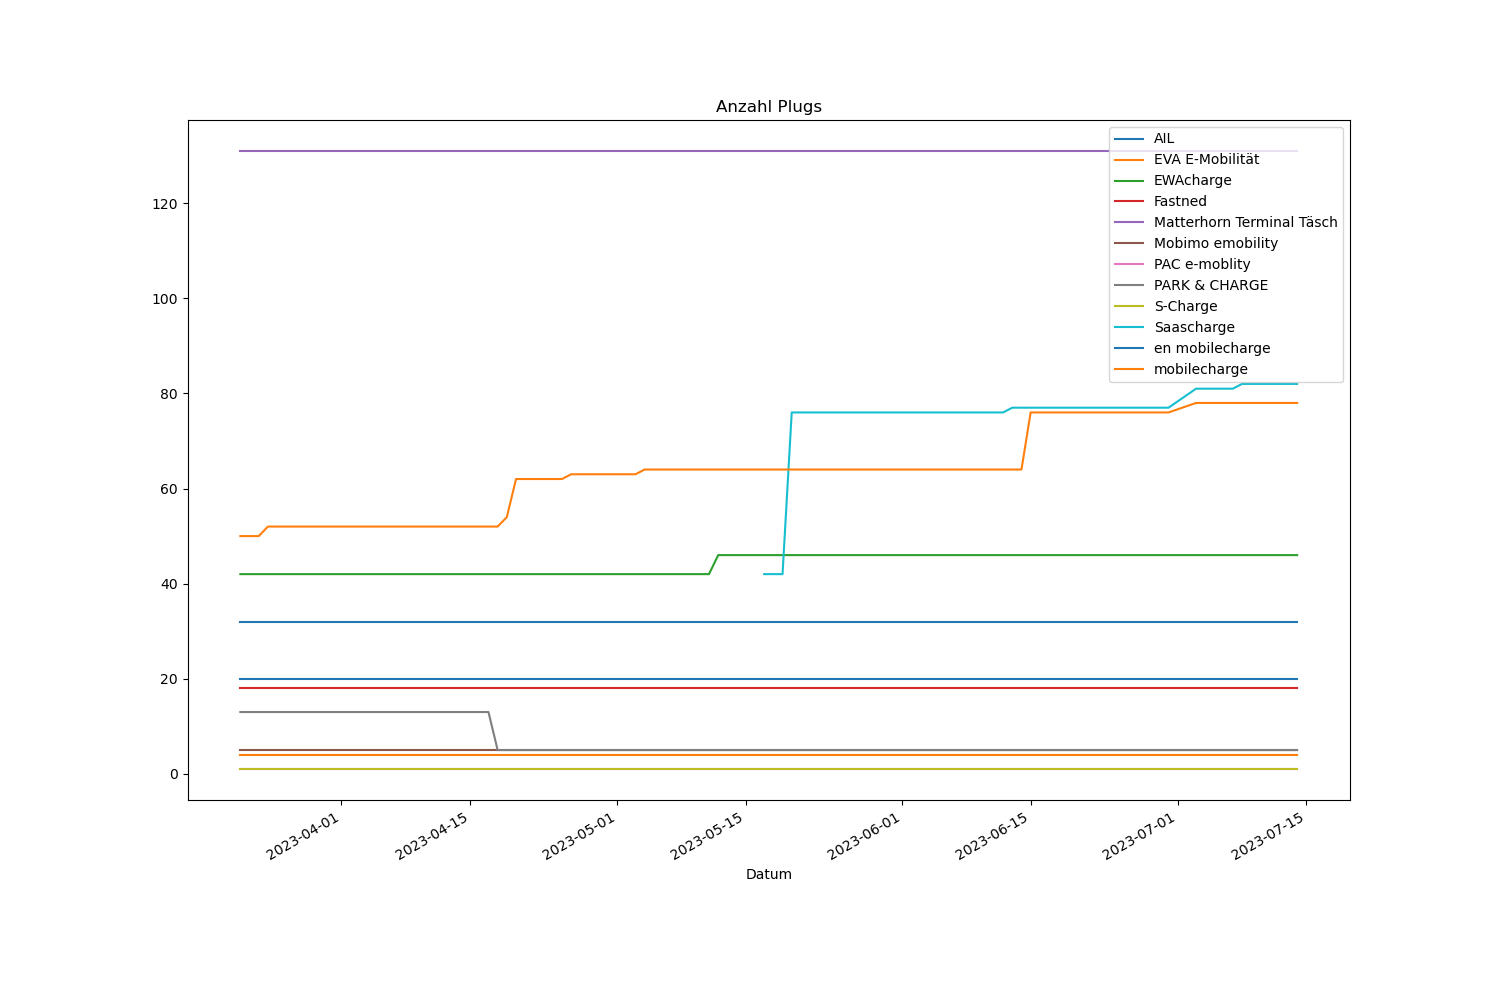 Anzahl Plugs
AIL
EVA E-Mobilität
EWAcharge
Fastned
Matterhorn Terminal Täsch
Mobimo emobility
PAC e-moblity
PARK & CHARGE
S-Charge
Saascharge
en mobilecharge
mobilecharge
120
100
80
60
40
20
0
2023-04-01
2023-04-15
2023-05-01
2023-05-15
2023-06-01
2023-06-15
2023-07-01
2023-07-15
Datum